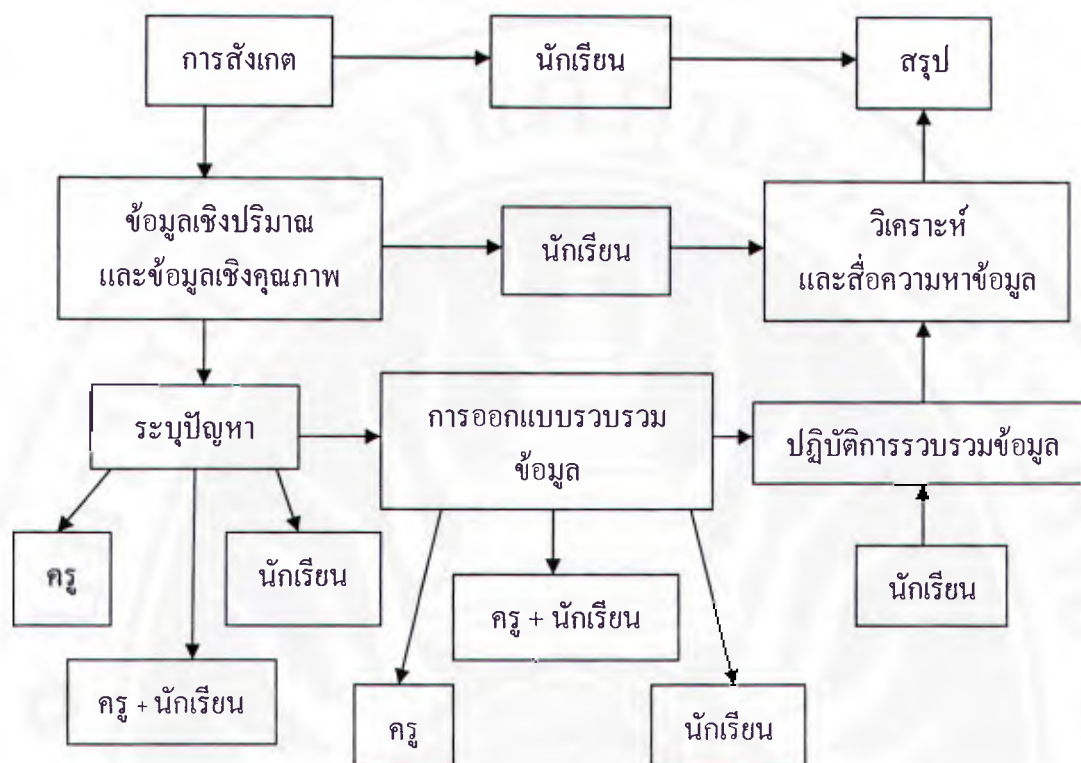 การสังเกต
นักเรียน
สรุป
ข้อมูลเชิงปริมาณ
และข้อมูลเชิงคุณภาพ
นักเรียน
วิเคราะห์
และสื่อความหาข้อมูล
ระบุปัญหา
การออกแบบรวบรวม
ข้อมูล
ปฏิบัติการรวบรวมข้อมูล
ครู
นักเรียน
ครู + นักเรียน
นักเรียน
ครู + นักเรียน
ครู
นักเรียน